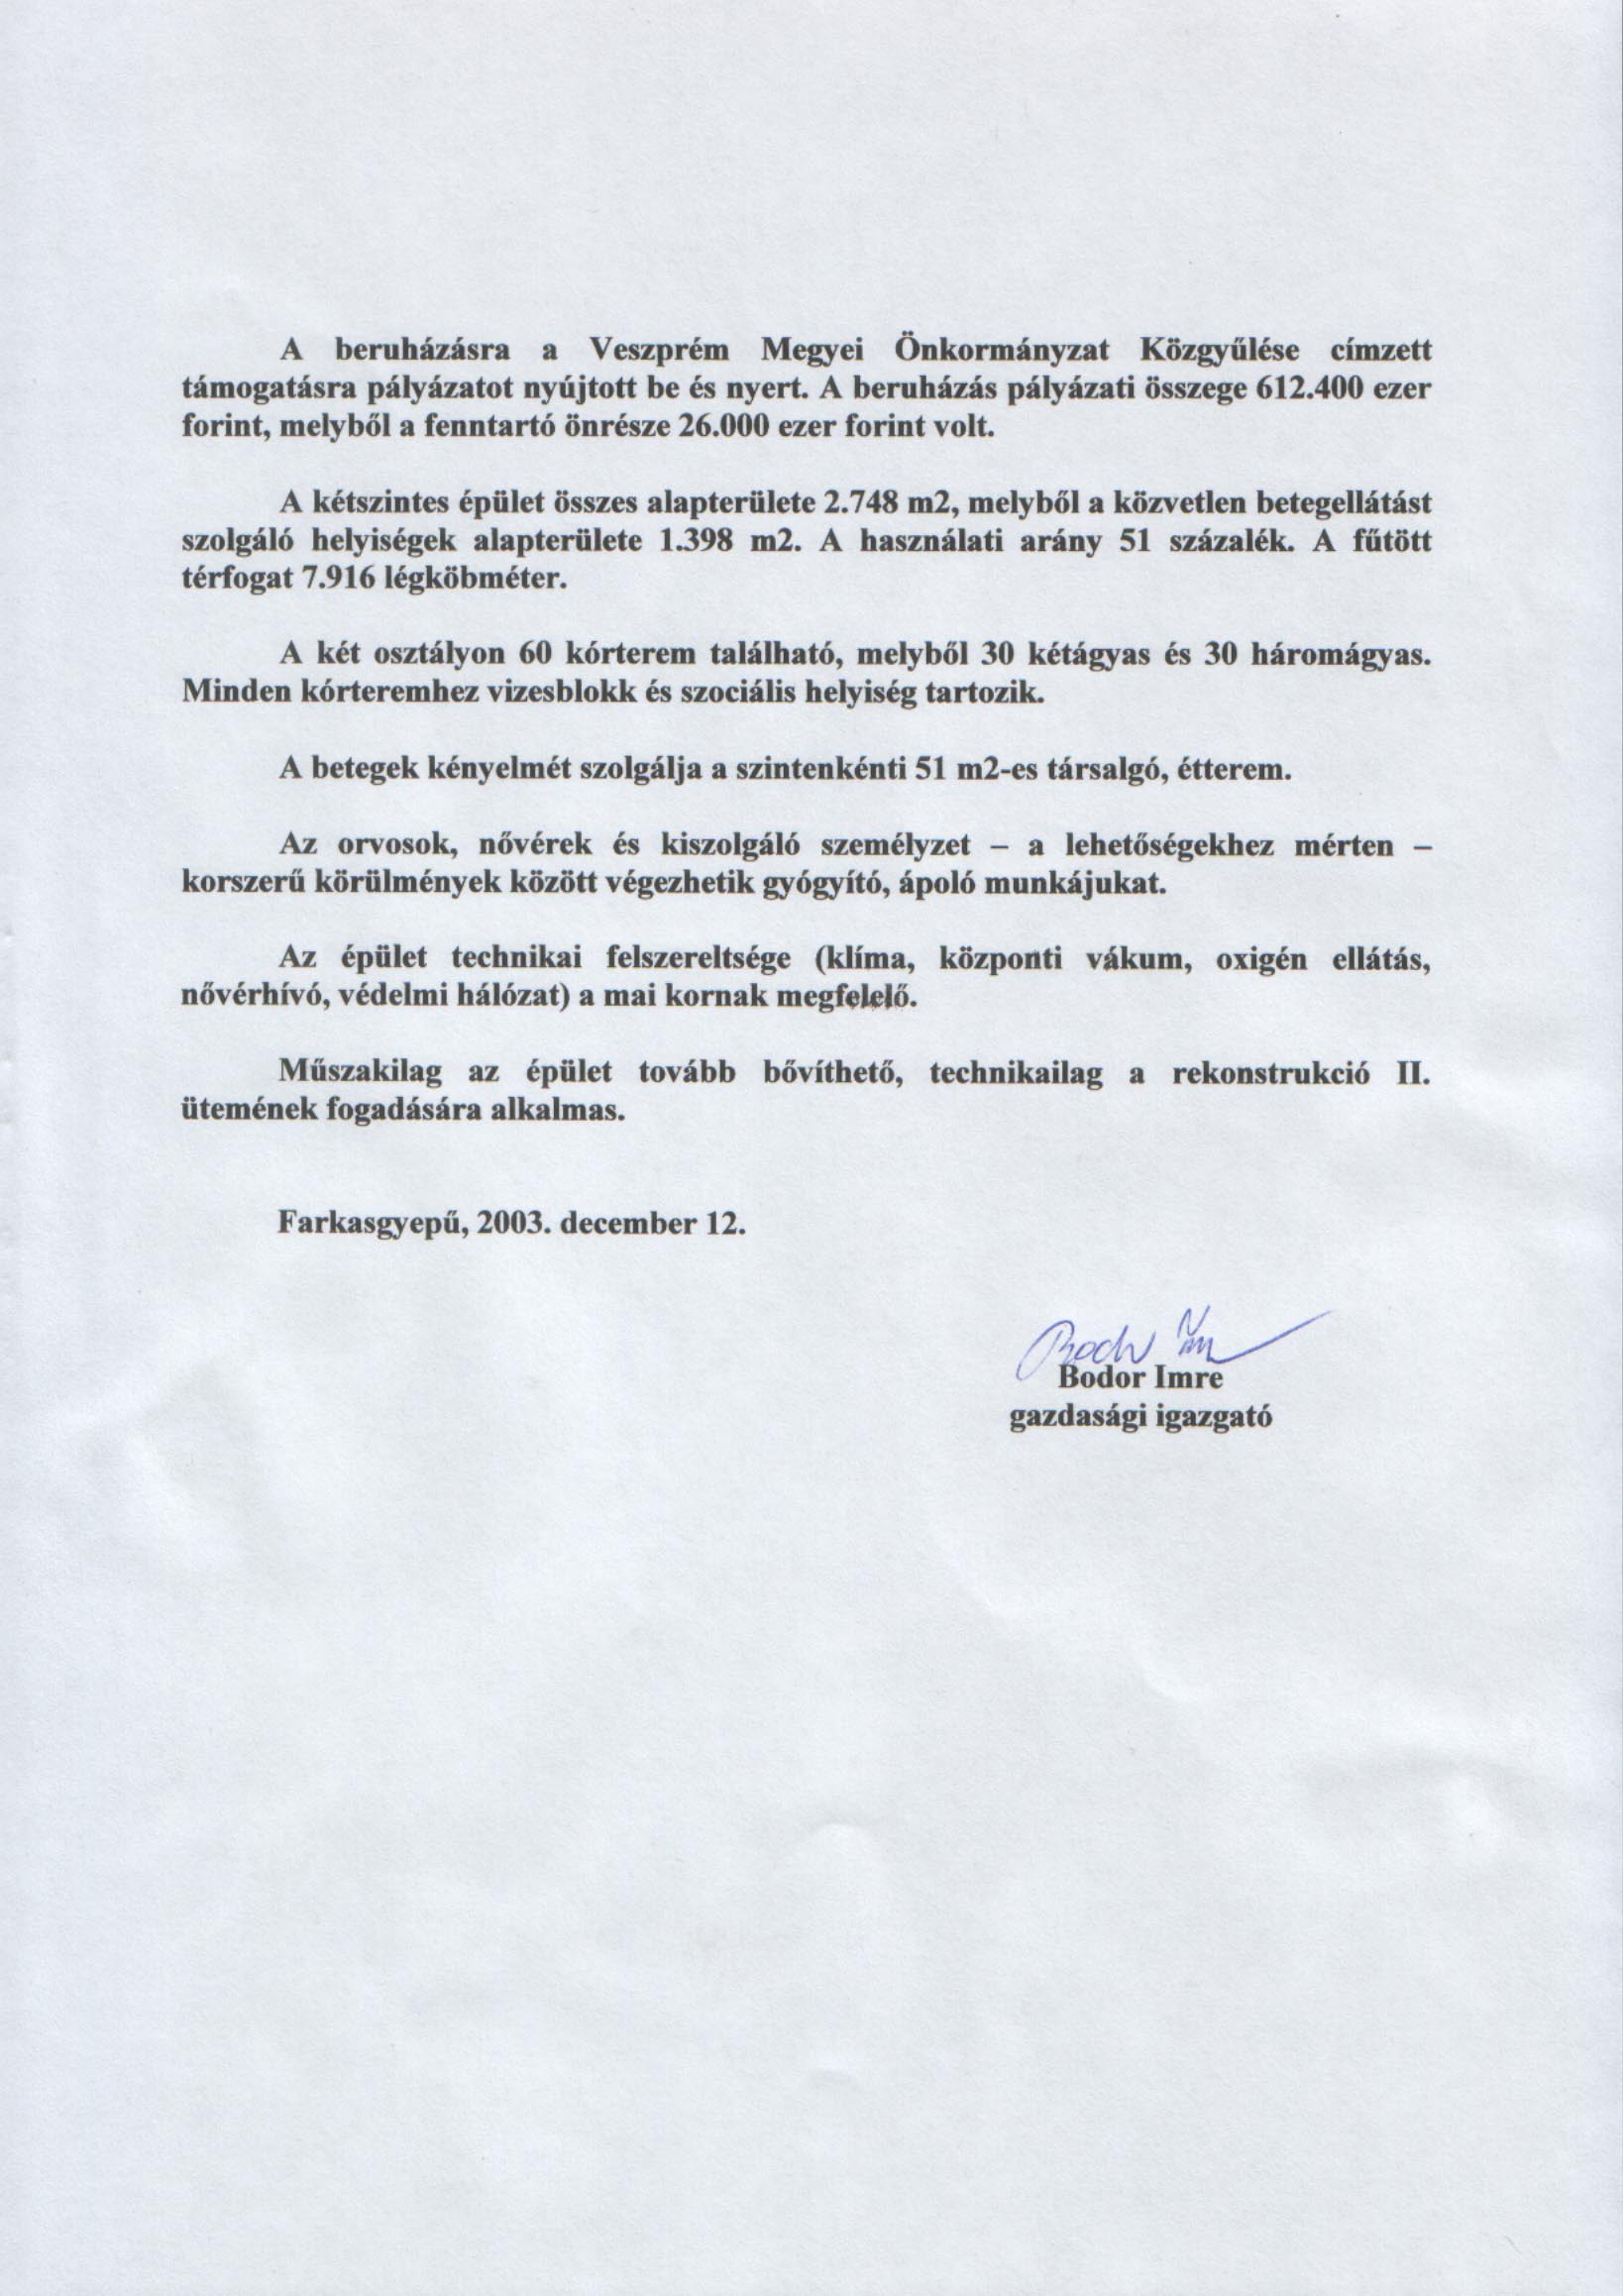 A beruházásra a Veszprém Megyei Önkormányzat Közgyűlése címzett
támogatásra pályázatot nyújtott be és nyert. A beruházás pályázati összege 612.400 ezer
forint, melyből a fenntartó önrésze 26.000 ezer forint volt.
A kétszintes épület összes alapterülete 2.748 m2, melyből a közvetlen betegellátást
szolgáló helyiségek alapterülete 1.398 m2. A használati arány 51 százalék. A fűtött
térfogat 7.916 légköbméter.
A két osztályon 60 kórterem található, melyből 30 kétágyas és 30 háromágyas.
Minden kórteremhez vizesblokk és szociális helyiség tartozik.
A betegek kényelmét szolgálja a szintenkénti 51 m2-es társalgó, étterem.
Az orvosok, nővérek és kiszolgáló személyzet – a lehetőségekhez mérten –
korszerű körülmények között végezhetik gyógyító, ápoló munkájukat.
Az épület technikai felszereltsége (klíma, központi vákum, oxigén ellátás,
nővérhívó, védelmi hálózat) a mai kornak megfelelő.
Műszakilag az épület tovább bővíthető, technikailag a rekonstrukció II.
ütemének fogadására alkalmas.
Farkasgyepű, 2003. december 12.
Bodor Imre
gazdasági igazgató